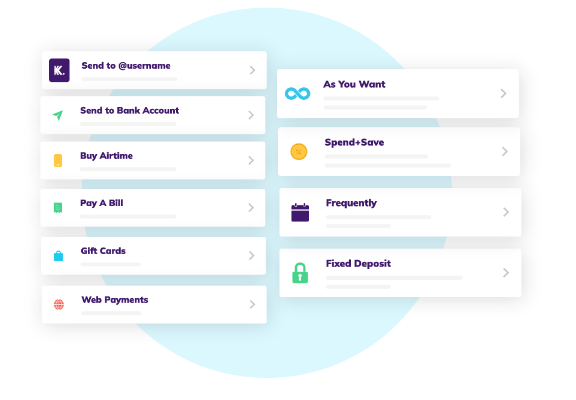 K.
Send to @username
Send to Bank Account
Buy Airtime
Pay A Bill
Gift Cards
Web Payments
As You Want
Spend+Save
Frequently
Fixed Deposit